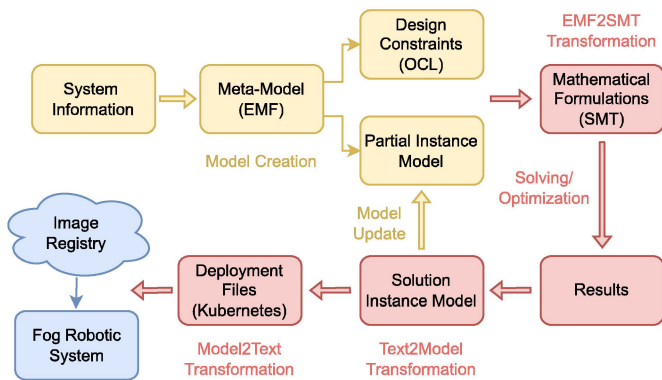 System
Information
Meta-Model
(EMF)
Model Creation
Design
Constraints
(OCL)
Partial Instance
Model
EMF2SMT
Transformation
Mathematical
Formulations
(SMT)
Solving/
Optimization
Results
Model
Update
Solution
Instance Model
Text2Model
Transformation
Deployment
Files
(Kubernetes)
Model2Text
Transformation
Image
Registry
Fog Robotic
System